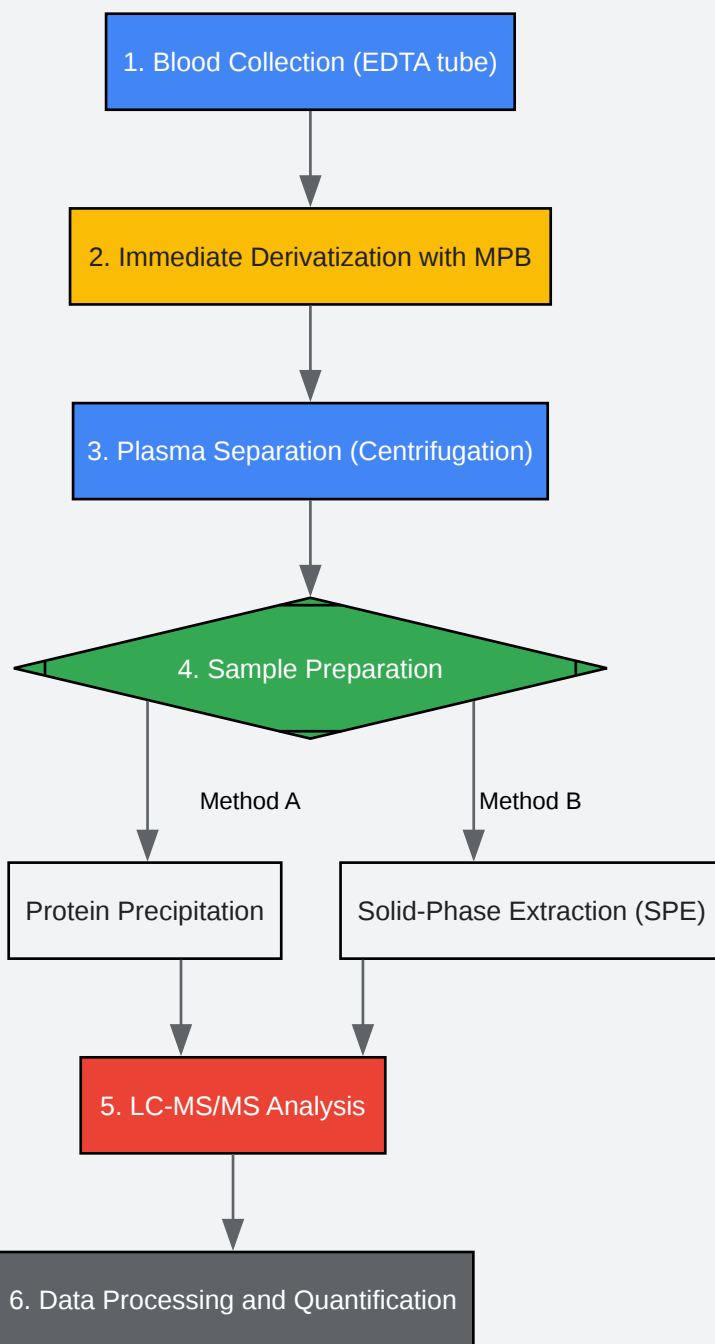 1. Blood Collection (EDTA tube)
2. Immediate Derivatization with MPB
3. Plasma Separation (Centrifugation)
4. Sample Preparation
Method A
Method B
Protein Precipitation
Solid-Phase Extraction (SPE)
5. LC-MS/MS Analysis
6. Data Processing and Quantification